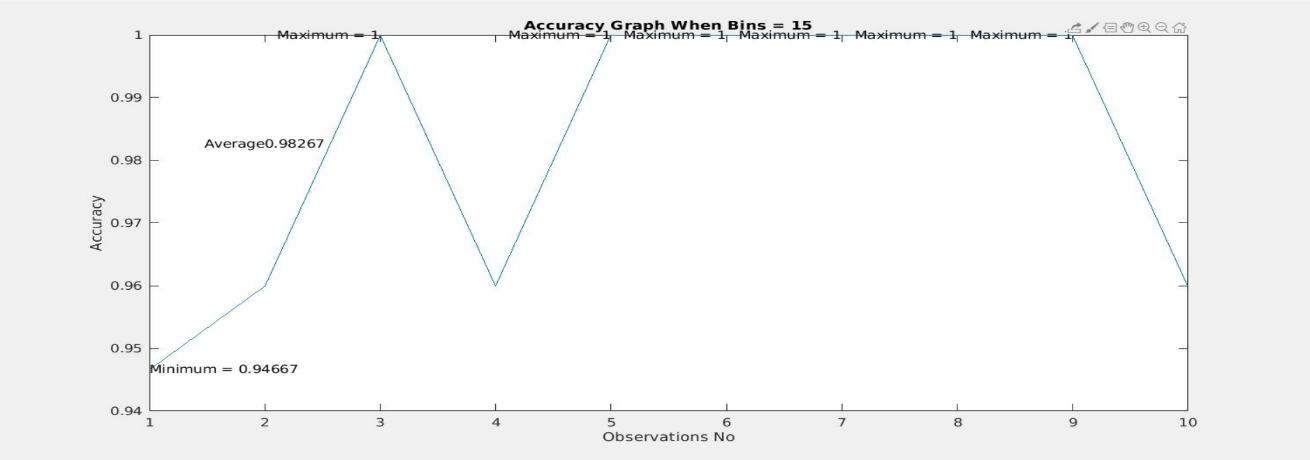 Accuracy Graph When Bins = 15
Maximum = 1 Maximum = 1 Maximum = 1 Maximum = 1 Maximum = 1 Maximum = 1
1
0.99
Average0.98267
0.98
0.97
Accuracy
0.96
0.95
Minimum = 0.94667
0.94
1 2 3 4 5 6 7 8 9 10
Observations No